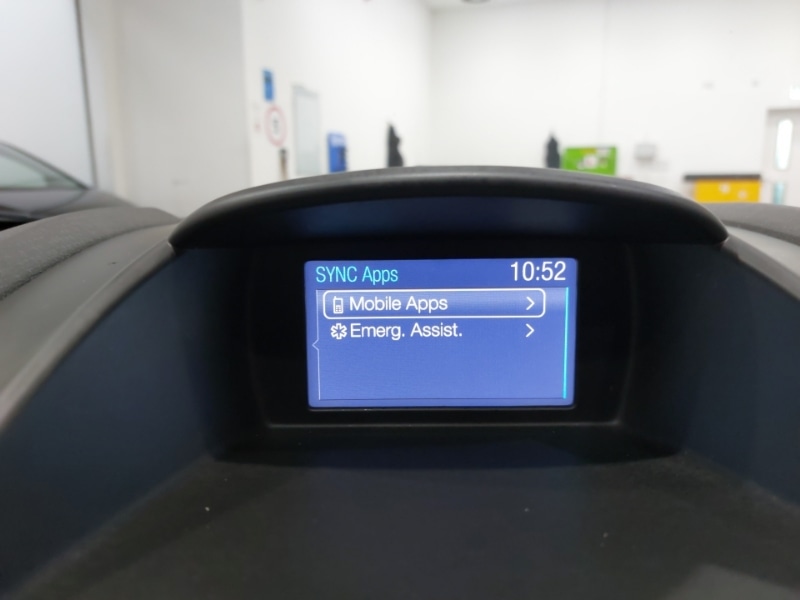 SYNC Apps 10:52
Mobile Apps
Emerg. Assist.